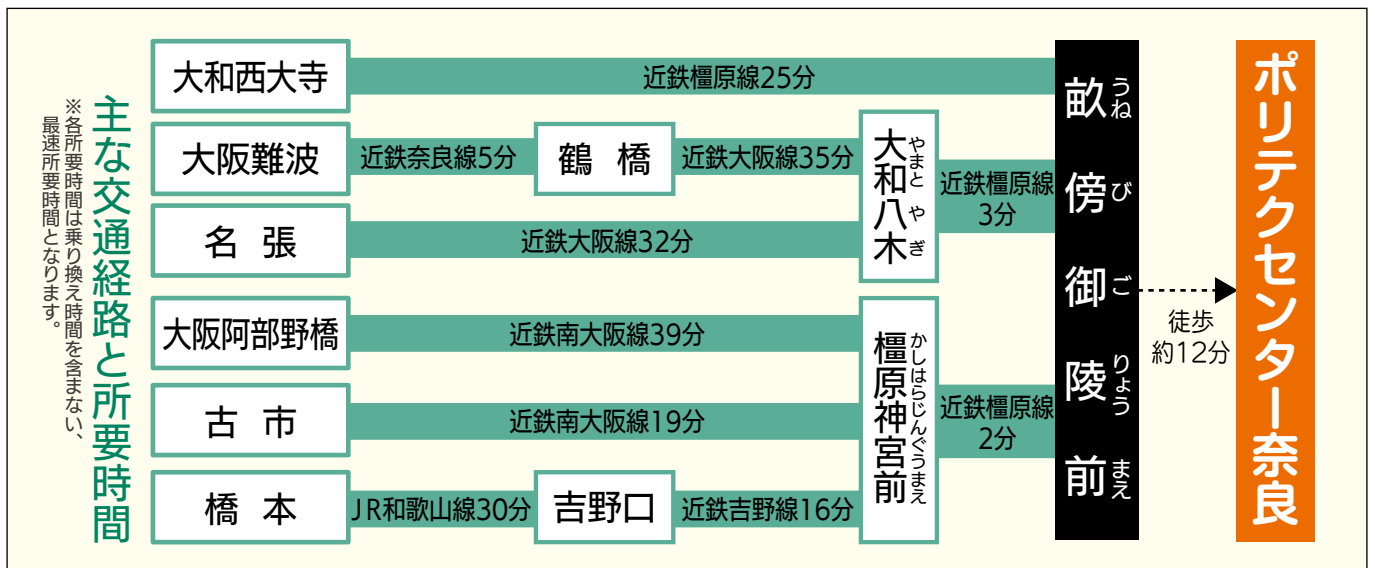 主な交通経路と所要時間
※各所要時間は乗り換え時間を含まない、
最速所要時間となります。
大和西大寺
近鉄橿原線25分
大阪難波
近鉄奈良線5分
鶴橋
近鉄大阪線35分
名張
近鉄大阪線32分
大和八木
やまとやぎ
近鉄橿原線
3分
大阪阿部野橋
近鉄南大阪線39分
古市
近鉄南大阪線19分
橋本
JR和歌山線30分
吉野口
近鉄吉野線16分
橿原神宮前
かしはらじんぐうまえ
近鉄橿原線
2分
畝傍御陵前
うねびごりょうまえ
徒歩
約12分
ポリテクセンター奈良